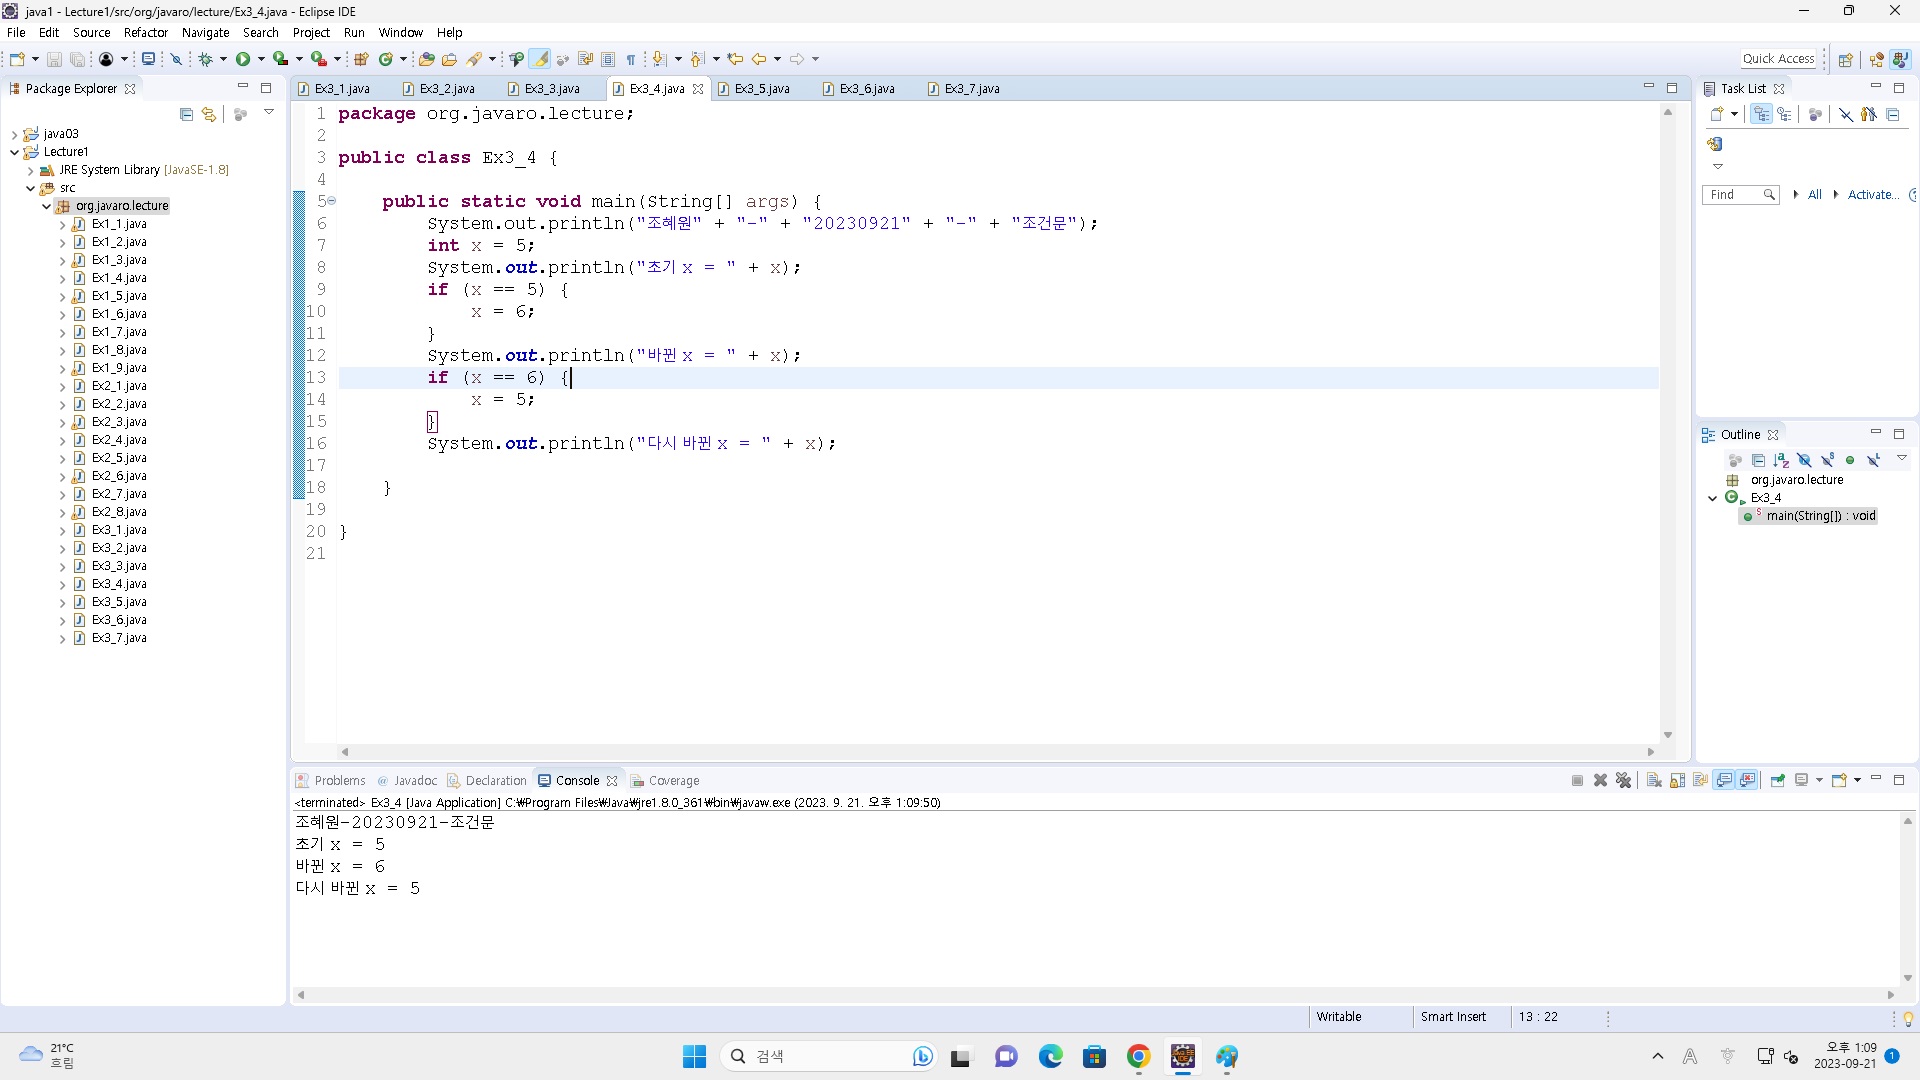 java1 - Lecture1/src/org/javaro/lecture/Ex3_4.java - Eclipse IDE
File Edit Source Refactor Navigate Search Project Run Window Help
Quick Access
Package Explorer
java03
Lecture1
JRE System Library [JavaSE-1.8]
src
org.javaro.lecture
Ex1_1.java
Ex1_2.java
Ex1_3.java
Ex1_4.java
Ex1_5.java
Ex1_6.java
Ex1_7.java
Ex1_8.java
Ex1_9.java
Ex2_1.java
Ex2_2.java
Ex2_3.java
Ex2_4.java
Ex2_5.java
Ex2_6.java
Ex2_7.java
Ex2_8.java
Ex3_1.java
Ex3_2.java
Ex3_3.java
Ex3_4.java
Ex3_5.java
Ex3_6.java
Ex3_7.java
Ex3_1.java Ex3_2.java Ex3_3.java Ex3_4.java Ex3_5.java Ex3_6.java Ex3_7.java
1 package org.javaro.lecture;
2
3 public class Ex3_4 {
4
5 public static void main(String[] args) {
6 System.out.println("조혜원" + "-" + "20230921" + "-" + "조건문");
7 int x = 5;
8 System.out.println("초기 x = " + x);
9 if (x == 5) {
10 x = 6;
11 }
12 System.out.println("바뀐 x = " + x);
13 if (x == 6) {
14 x = 5;
15 }
16 System.out.println("다시 바뀐 x = " + x);
17
18 }
19
20 }
21
Task List
Find All Activate...
Outline
org.javaro.lecture
Ex3_4
main(String[]) : void
Problems @ Javadoc Declaration Console Coverage
<terminated> Ex3_4 [Java Application] C:₩Program Files₩Java₩jre1.8.0_361₩bin₩javaw.exe (2023. 9. 21. 오후 1:09:50)
조혜원-20230921-조건문
초기 x = 5
바뀐 x = 6
다시 바뀐 x = 5
Writable Smart Insert 13 : 22
21°C
흐림
검색
A
오후 1:09
2023-09-21
1